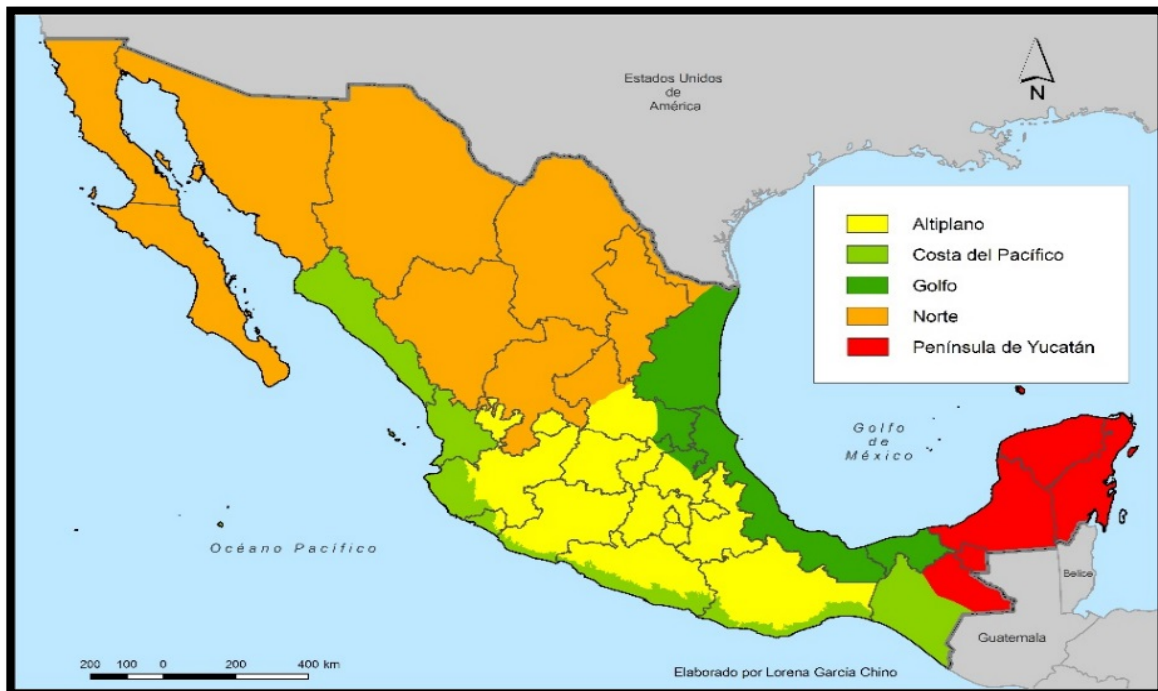 Estados Unidos
de
América
N
Altiplano
Costa del Pacífico
Golfo
Norte
Península de Yucatán
Golfo
de
México
Océano Pacífico
Belice
Guatemala
200 100 0 200 400 km
Elaborado por Lorena Garcia Chino